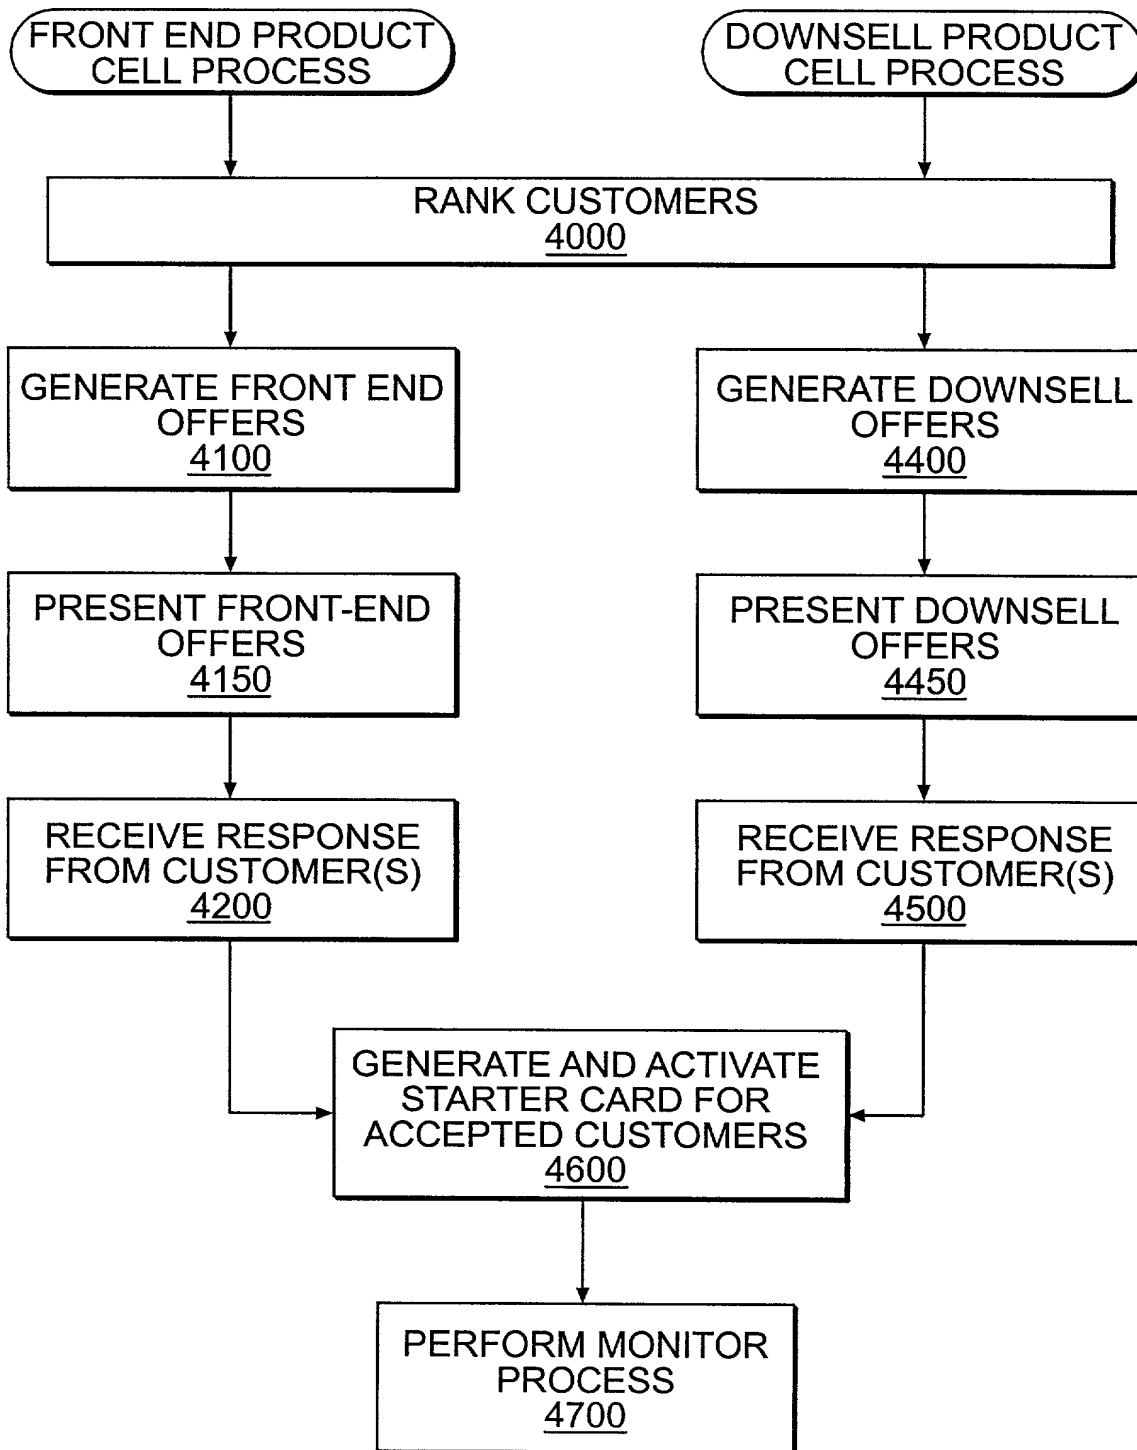 FRONT END PRODUCT
CELL PROCESS
DOWNSELL PRODUCT
CELL PROCESS
RANK CUSTOMERS
4000
GENERATE FRONT END
OFFERS
4100
GENERATE DOWNSELL
OFFERS
4400
PRESENT FRONT-END
OFFERS
4150
PRESENT DOWNSELL
OFFERS
4450
RECEIVE RESPONSE
FROM CUSTOMER(S)
4200
RECEIVE RESPONSE
FROM CUSTOMER(S)
4500
GENERATE AND ACTIVATE
STARTER CARD FOR
ACCEPTED CUSTOMERS
4600
PERFORM MONITOR
PROCESS
4700